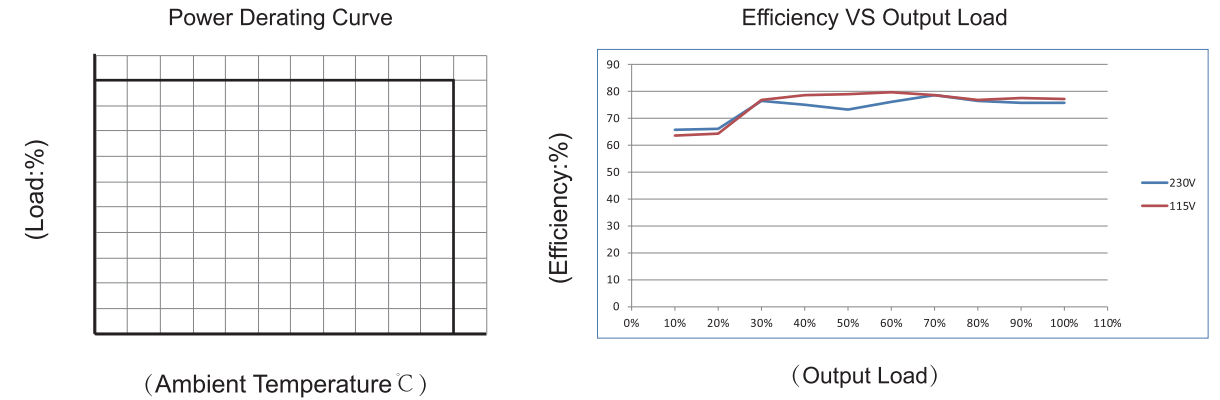 Power Derating Curve
(Load:%)
(Ambient Temperature℃)
Efficiency VS Output Load
(Efficiency:%)
90
80
70
60
50
40
30
20
10
0
0% 10% 20% 30% 40% 50% 60% 70% 80% 90% 100% 110%
230V
115V
(Output Load)